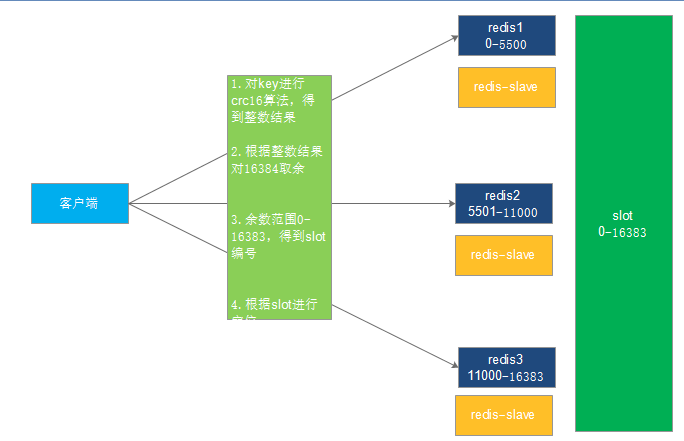 客户端
1. 对key进行
crc16算法，得
到整数结果
2. 根据整数结果
对16384取余
3. 余数范围0-
16383，得到slot
编号
4. 根据slot进行
redis1
0-5500
redis-slave
redis2
5501-11000
redis-slave
redis3
11000-16383
redis-slave
slot
0-16383